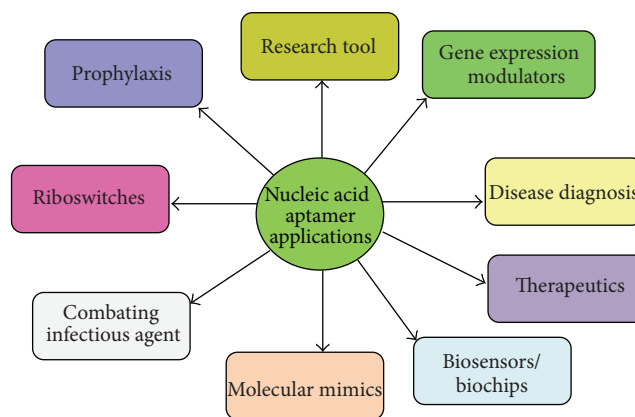 Research tool
Prophylaxis
Gene expression
modulators
Riboswitches
Nucleic acid
aptamer
applications
Disease diagnosis
Combating
infectious agent
Therapeutics
Molecular mimics
Biosensors/
biochips